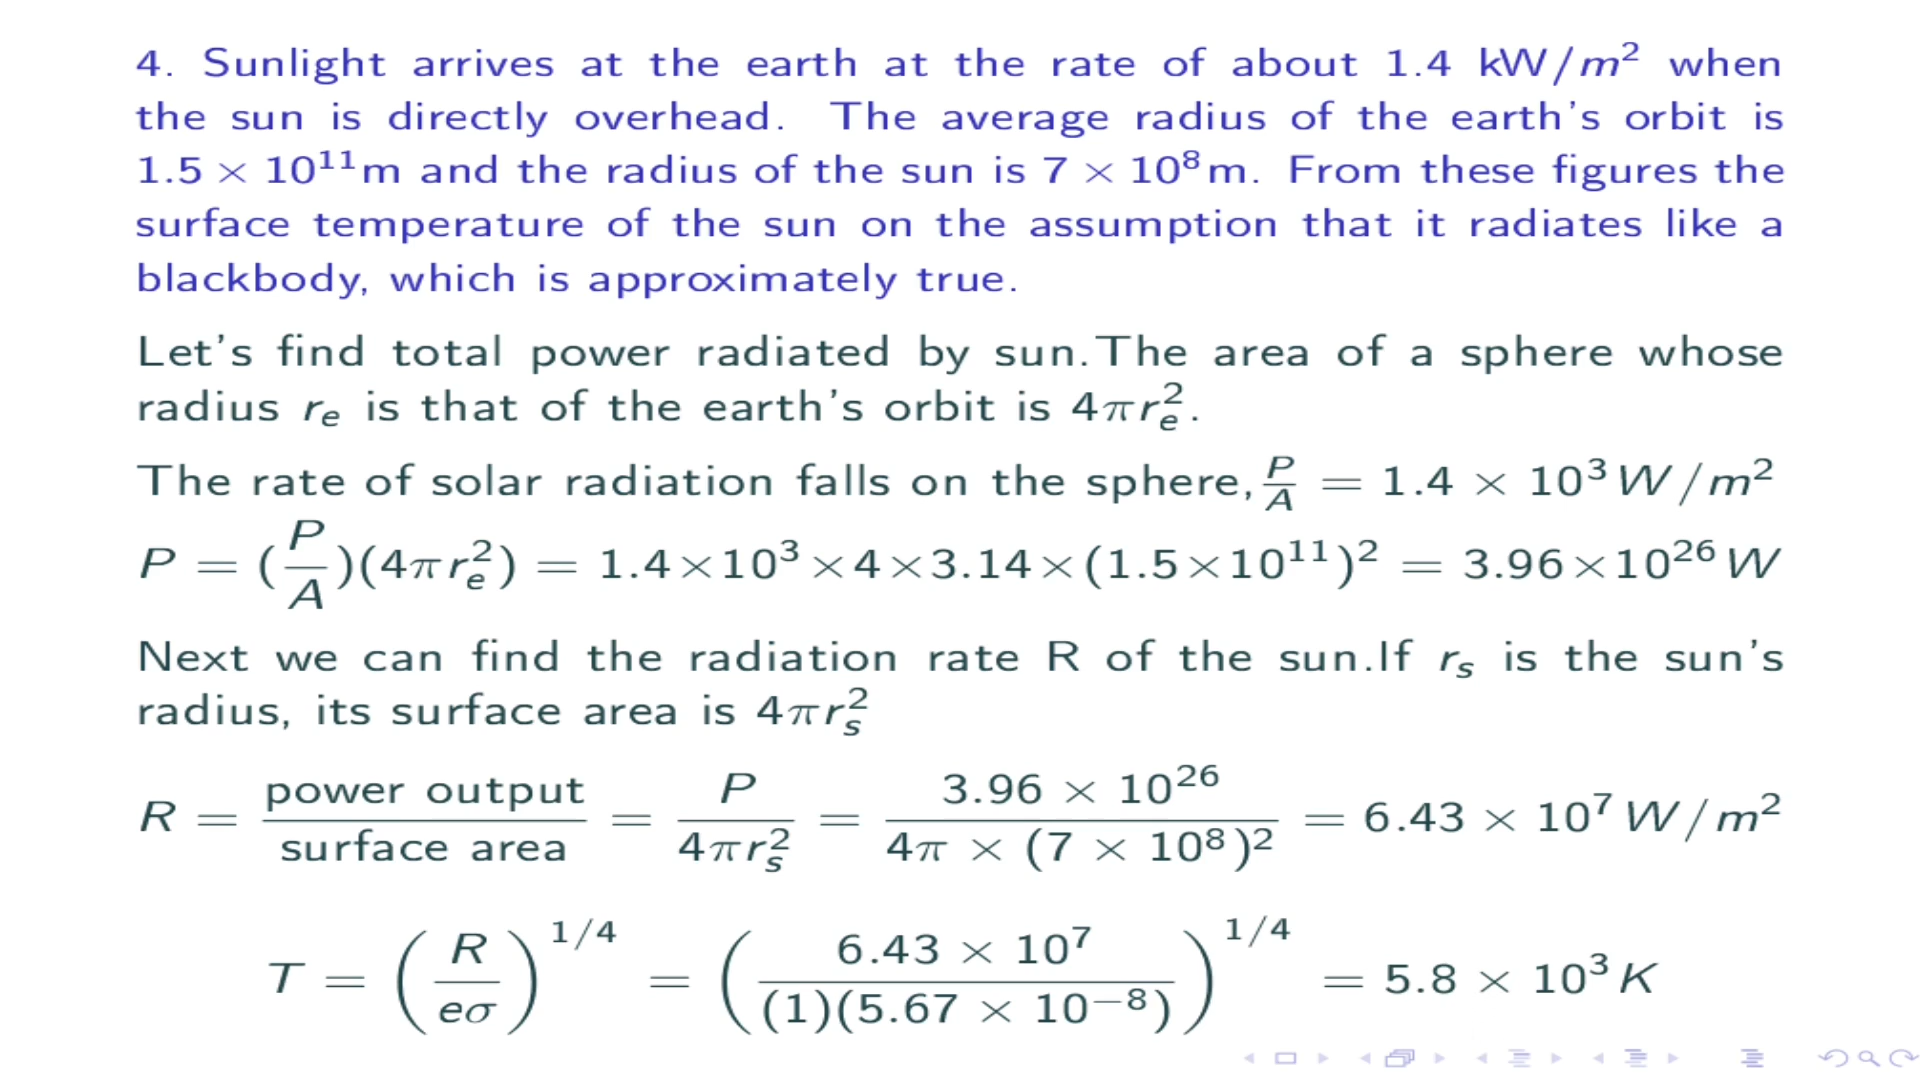 4. Sunlight arrives at the earth at the rate of about 1.4 kW/m² when
the sun is directly overhead. The average radius of the earth's orbit is
1.5 × 10¹¹m and the radius of the sun is 7 × 10⁸m. From these figures the
surface temperature of the sun on the assumption that it radiates like a
blackbody, which is approximately true.
Let's find total power radiated by sun.The area of a sphere whose
radius rₑ is that of the earth's orbit is 4πrₑ².
The rate of solar radiation falls on the sphere, P/A = 1.4 × 10³ W/m²
P = (P/A)(4πrₑ²) = 1.4×10³×4×3.14×(1.5×10¹¹)² = 3.96×10²⁶ W
Next we can find the radiation rate R of the sun.If rₛ is the sun's
radius, its surface area is 4πrₛ²
R = power output / surface area = P / 4πrₛ² = 3.96 × 10²⁶ / 4π × (7 × 10⁸)² = 6.43 × 10⁷ W/m²
T = (R / eσ)^1/4 = (6.43 × 10⁷ / (1)(5.67 × 10⁻⁸))^1/4 = 5.8 × 10³ K